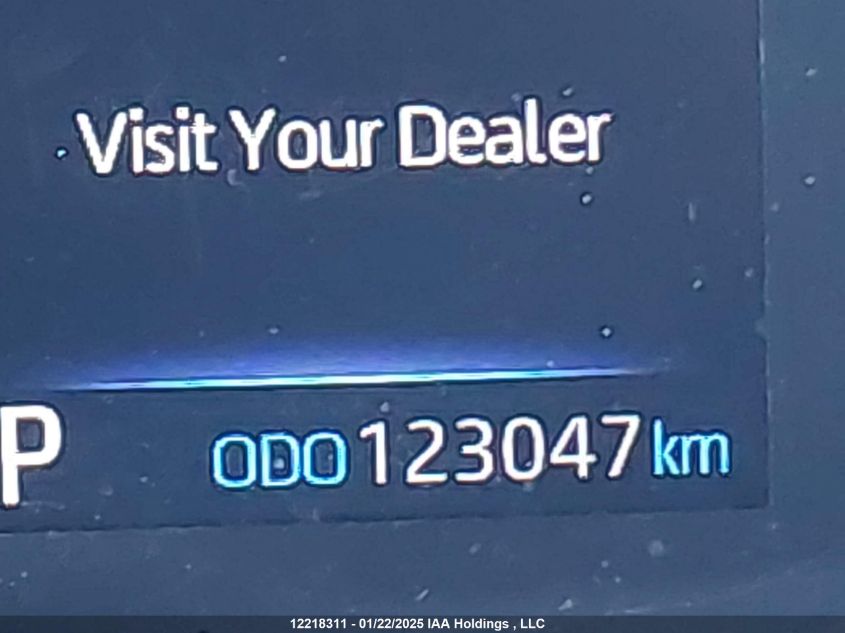 Visit Your Dealer
P ODO 123047 km
12218311 - 01/22/2025 IAA Holdings , LLC